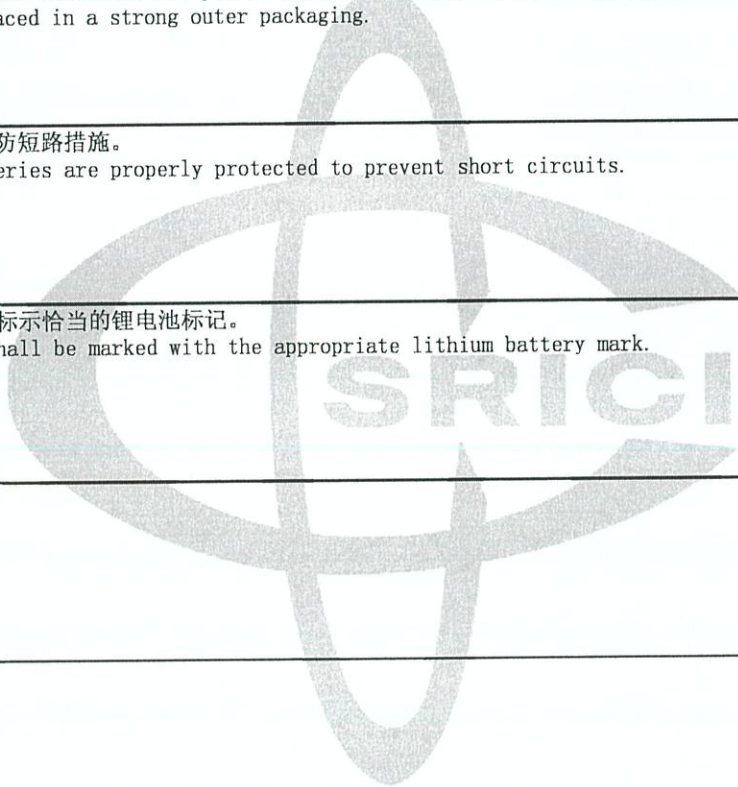 aced in a strong outer packaging.
防短路措施。
eries are properly protected to prevent short circuits.
标示恰当的锂电池标记。
hall be marked with the appropriate lithium battery mark.
SRICI